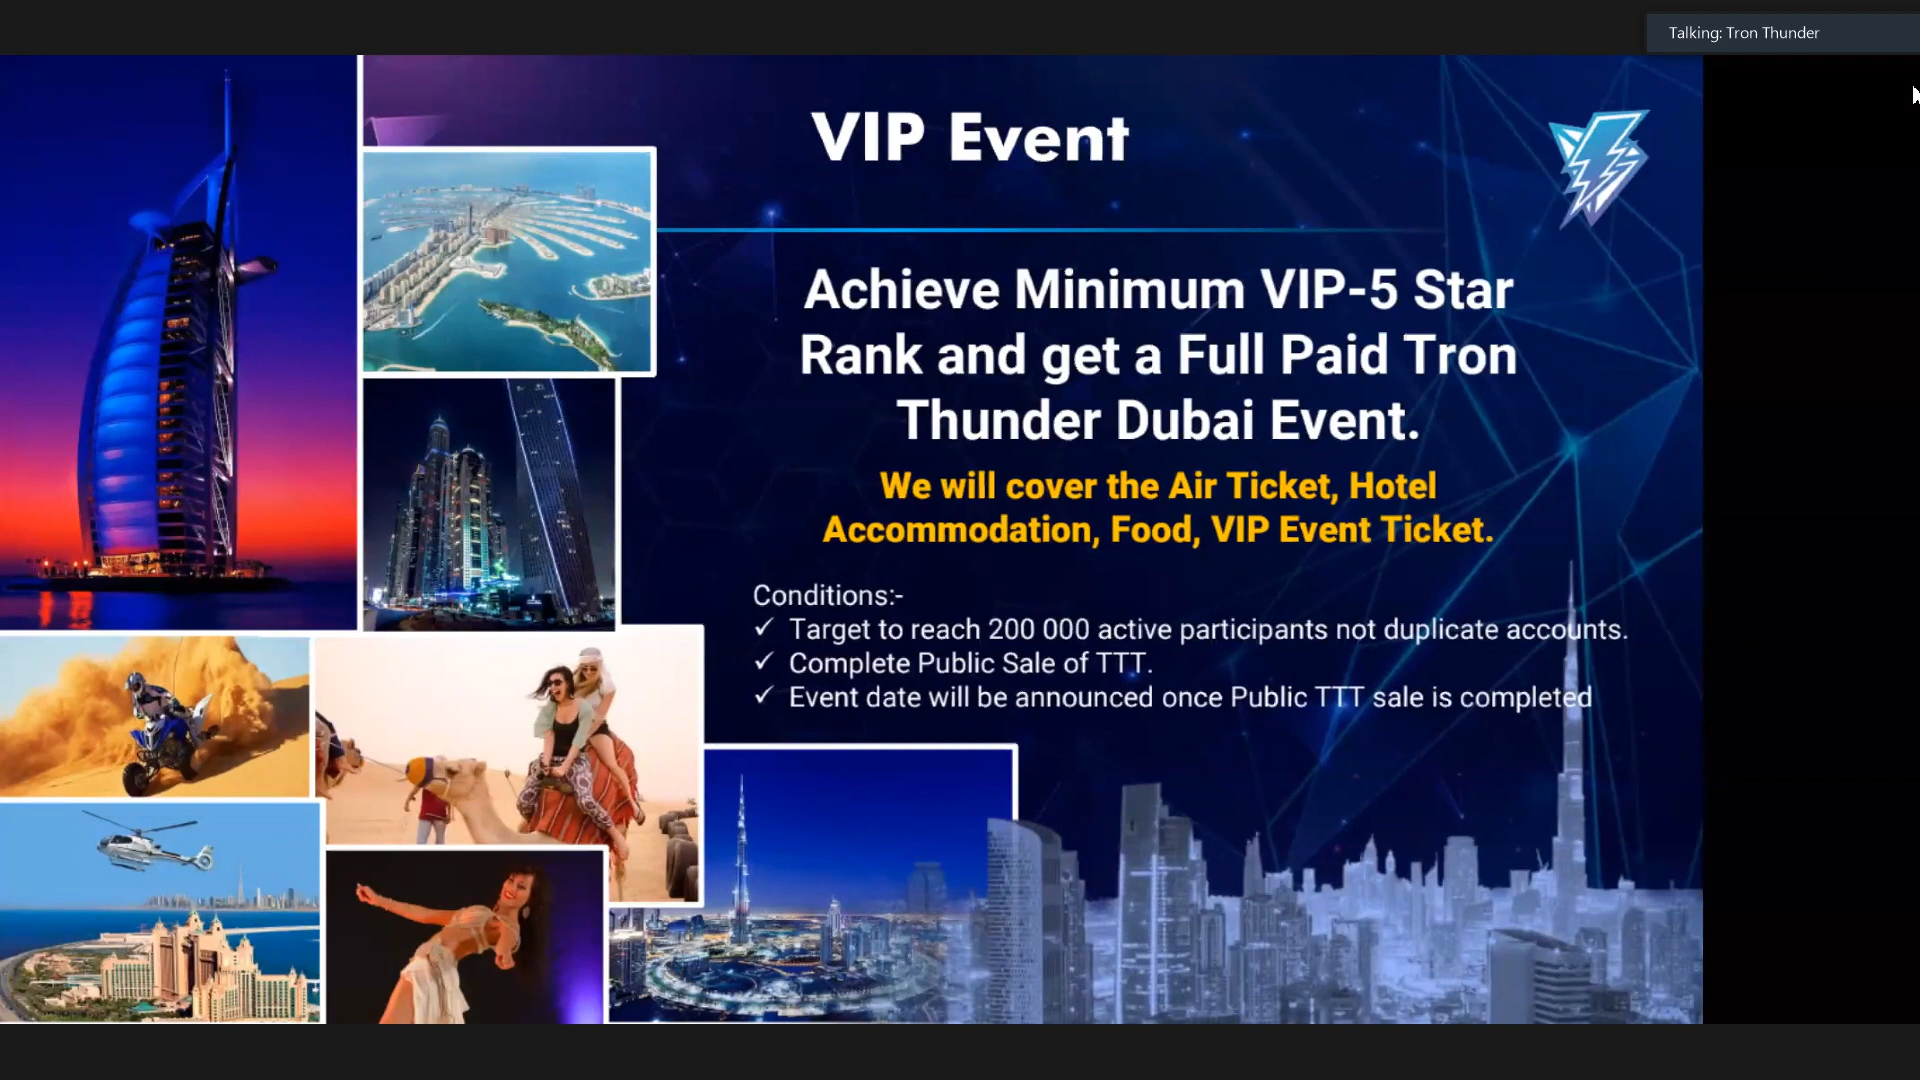 Talking: Tron Thunder
VIP Event
Achieve Minimum VIP-5 Star
Rank and get a Full Paid Tron
Thunder Dubai Event.
We will cover the Air Ticket, Hotel
Accommodation, Food, VIP Event Ticket.
Conditions:-
✓ Target to reach 200 000 active participants not duplicate accounts.
✓ Complete Public Sale of TTT.
✓ Event date will be announced once Public TTT sale is completed